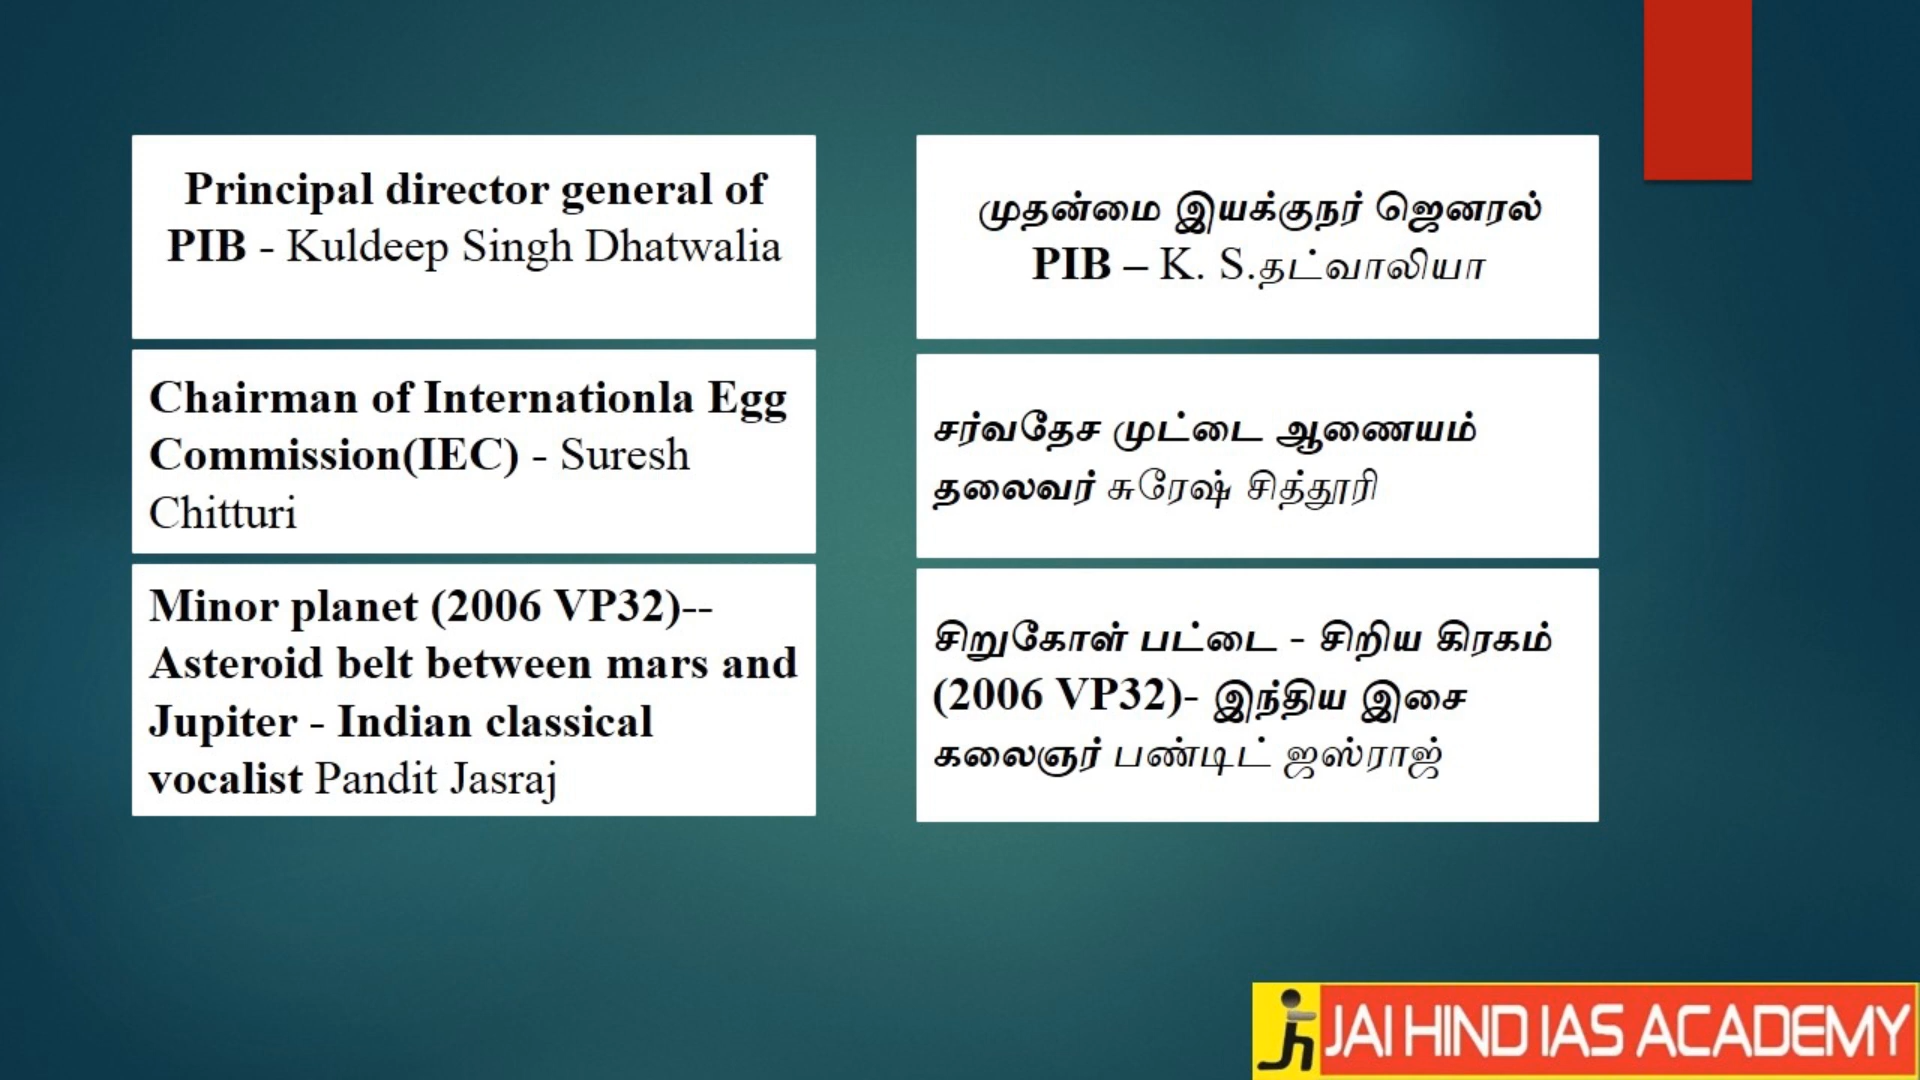 Principal director general of
PIB - Kuldeep Singh Dhatwalia
Chairman of Internationla Egg
Commission(IEC) - Suresh
Chitturi
Minor planet (2006 VP32)--
Asteroid belt between mars and
Jupiter - Indian classical
vocalist Pandit Jasraj
முதன்மை இயக்குநர் ஜெனரல்
PIB – K. S.தட்வாலியா
சர்வதேச முட்டை ஆணையம்
தலைவர் சுரேஷ் சித்தூரி
சிறுகோள் பட்டை - சிறிய கிரகம்
(2006 VP32)- இந்திய இசை
கலைஞர் பண்டிட் ஜஸ்ராஜ்
JAI HIND IAS ACADEMY